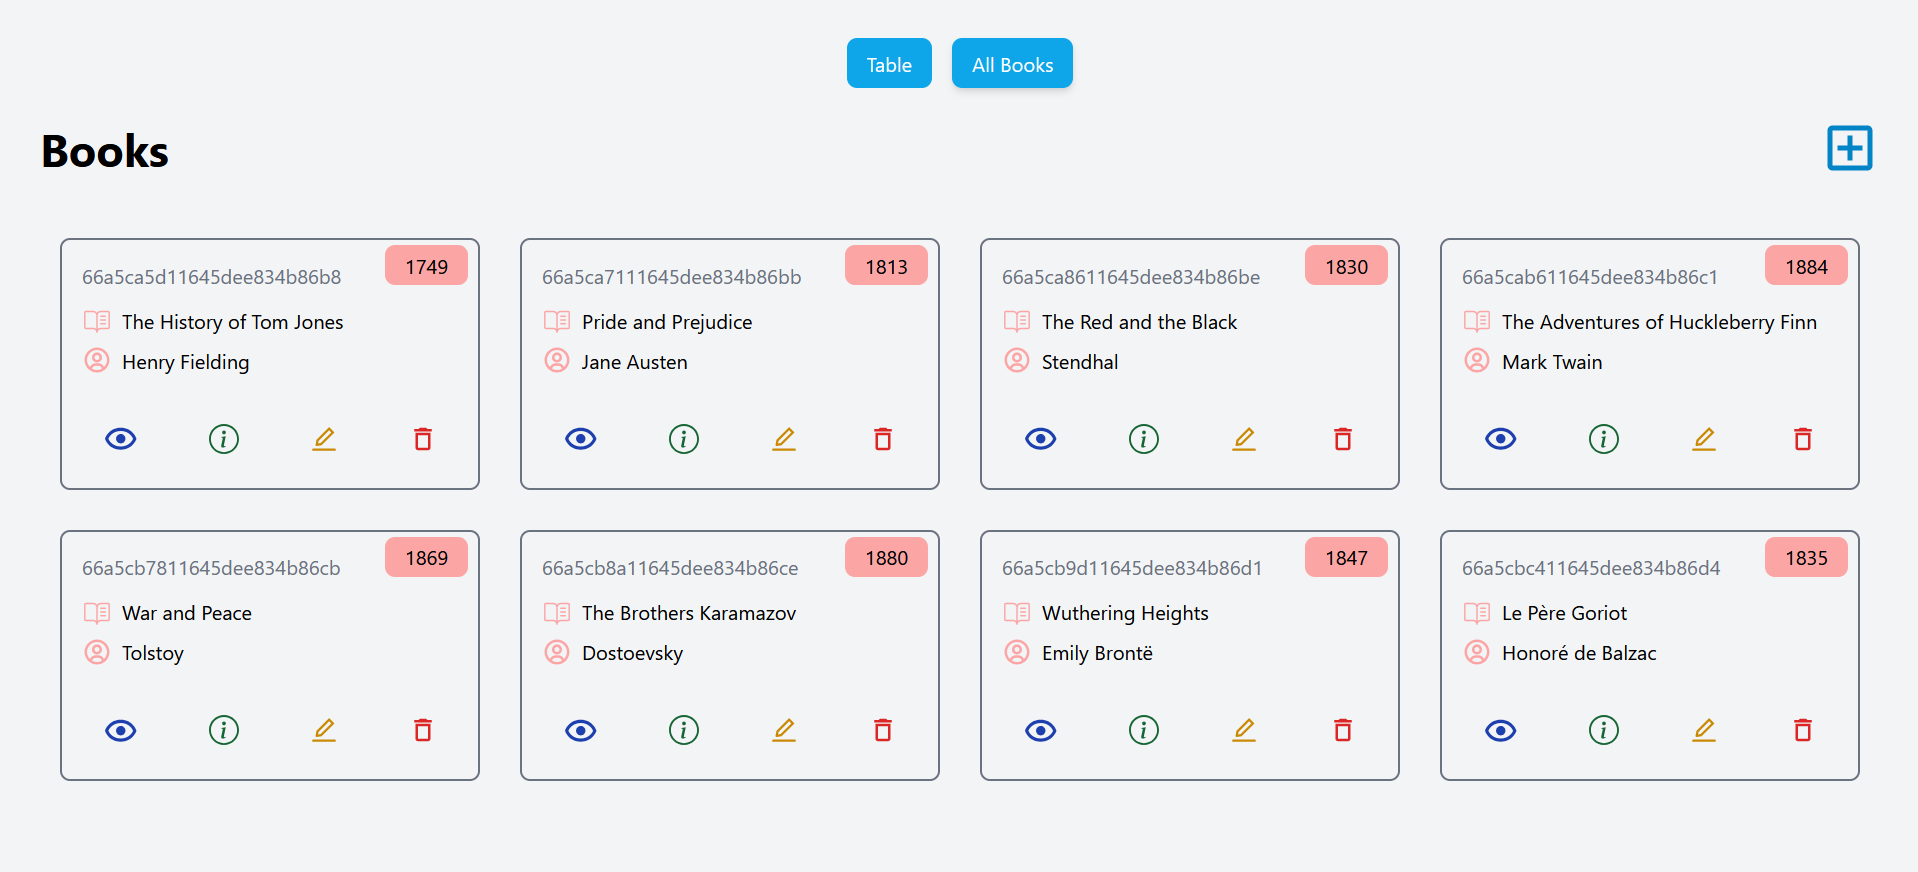 Table
All Books
Books
66a5ca5d11645dee834b86b8
1749
The History of Tom Jones
Henry Fielding
66a5ca7111645dee834b86bb
1813
Pride and Prejudice
Jane Austen
66a5ca8611645dee834b86be
1830
The Red and the Black
Stendhal
66a5cab611645dee834b86c1
1884
The Adventures of Huckleberry Finn
Mark Twain
66a5cb7811645dee834b86cb
1869
War and Peace
Tolstoy
66a5cb8a11645dee834b86ce
1880
The Brothers Karamazov
Dostoevsky
66a5cb9d11645dee834b86d1
1847
Wuthering Heights
Emily Brontë
66a5cbc411645dee834b86d4
1835
Le Père Goriot
Honoré de Balzac